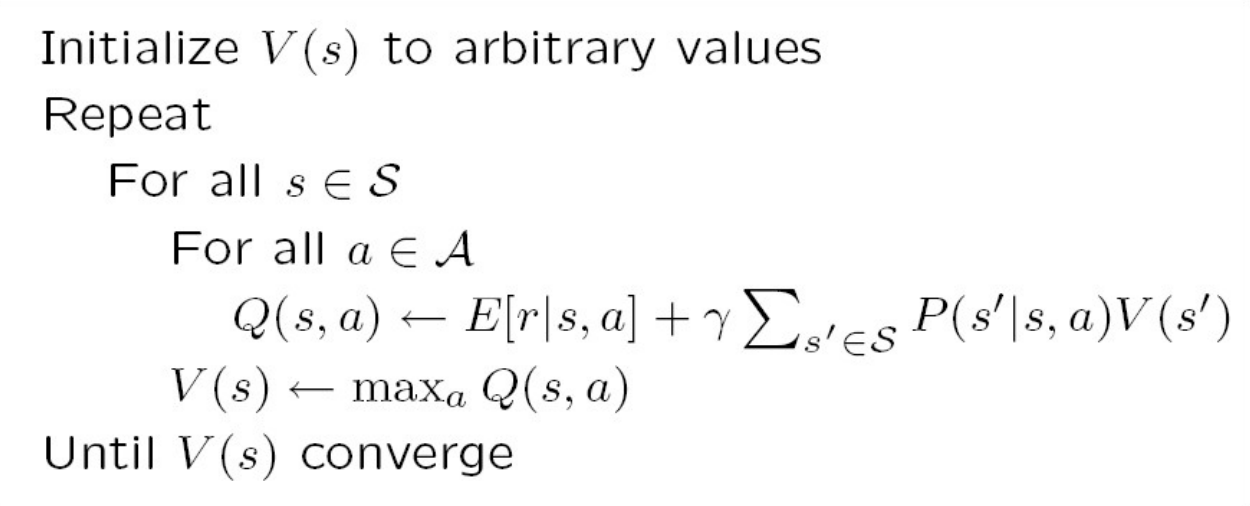 Initialize V(s) to arbitrary values
Repeat
For all s ∈ 𝒮
For all a ∈ 𝒜
Q(s, a) ← E[r|s, a] + γ ∑_{s′∈𝒮} P(s′|s, a)V(s′)
V(s) ← max_a Q(s, a)
Until V(s) converge